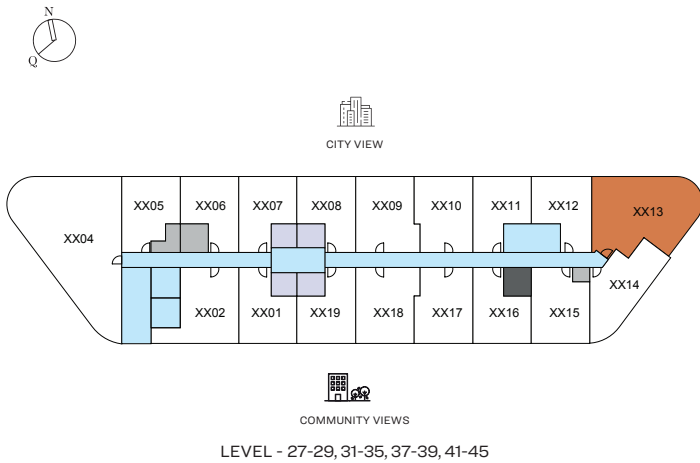 N
Q
CITY VIEW
XX05 XX06 XX07 XX08 XX09 XX10 XX11 XX12 XX13
XX04
XX14
XX02 XX01 XX19 XX18 XX17 XX16 XX15
COMMUNITY VIEWS
LEVEL - 27-29, 31-35, 37-39, 41-45